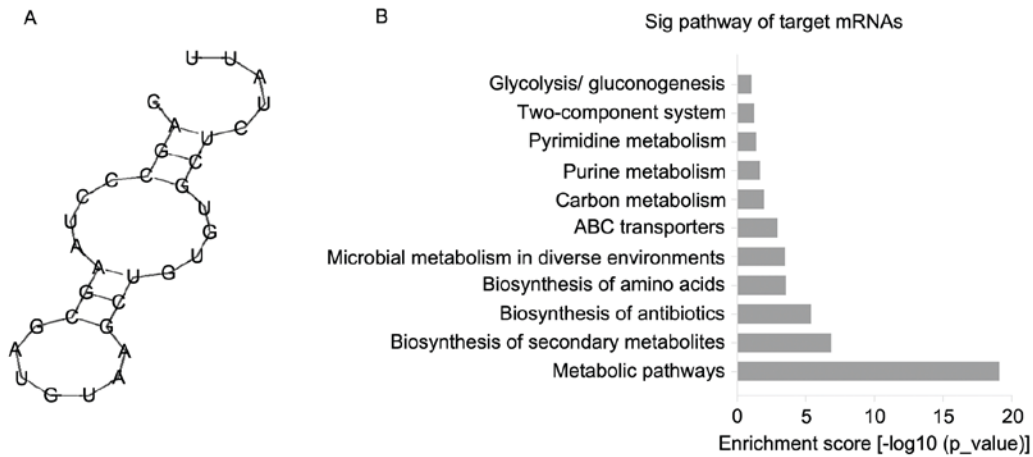 A
B
U
U
A
U
C
U
C
G
U
G
U
G
U
C
G
A
A
U
G
U
A
G
C
G
A
A
U
C
C
C
G
A
G
Sig pathway of target mRNAs
Glycolysis/ gluconogenesis
Two-component system
Pyrimidine metabolism
Purine metabolism
Carbon metabolism
ABC transporters
Microbial metabolism in diverse environments
Biosynthesis of amino acids
Biosynthesis of antibiotics
Biosynthesis of secondary metabolites
Metabolic pathways
0 5 10 15 20
Enrichment score [-log10 (p_value)]